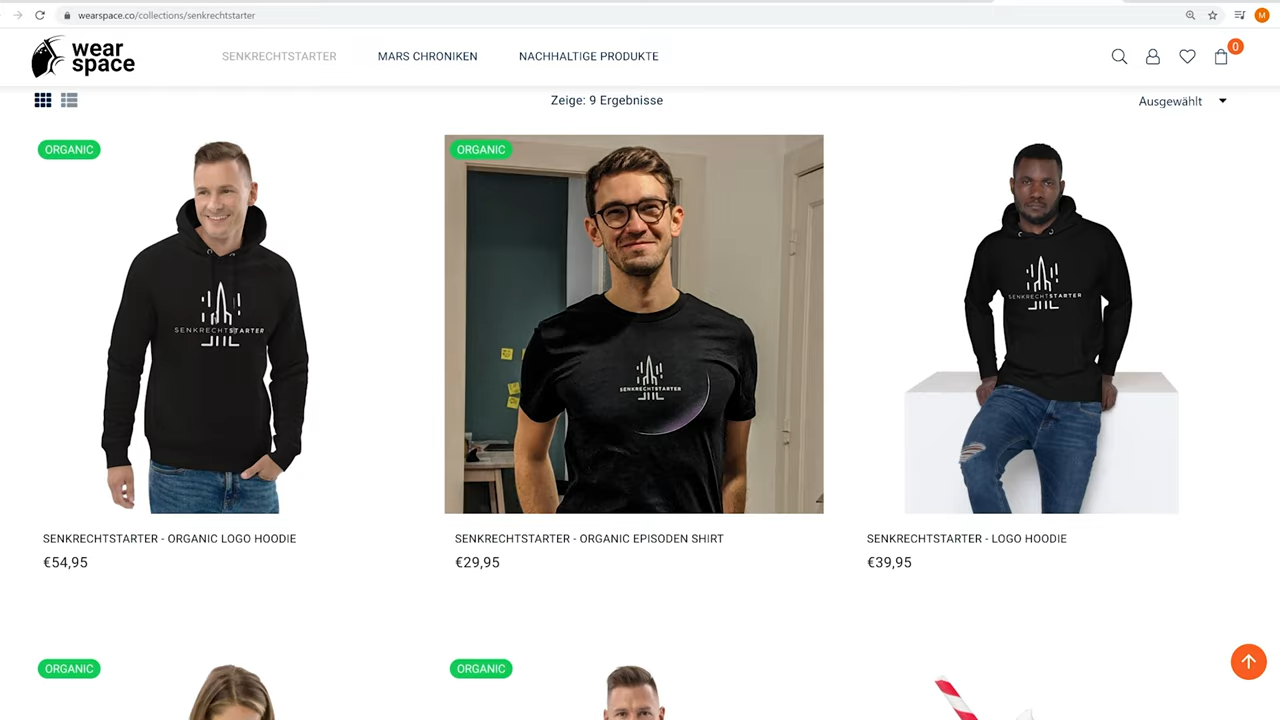 wearspace.co/collections/senkrechtstarter
M
wear
space
SENKRECHTSTARTER
MARS CHRONIKEN
NACHHALTIGE PRODUKTE
0
Zeige: 9 Ergebnisse
Ausgewählt
ORGANIC
ORGANIC
SENKRECHTSTARTER
SENKRECHTSTARTER
SENKRECHTSTARTER
SENKRECHTSTARTER - ORGANIC LOGO HOODIE
SENKRECHTSTARTER - ORGANIC EPISODEN SHIRT
SENKRECHTSTARTER - LOGO HOODIE
€54,95
€29,95
€39,95
ORGANIC
ORGANIC